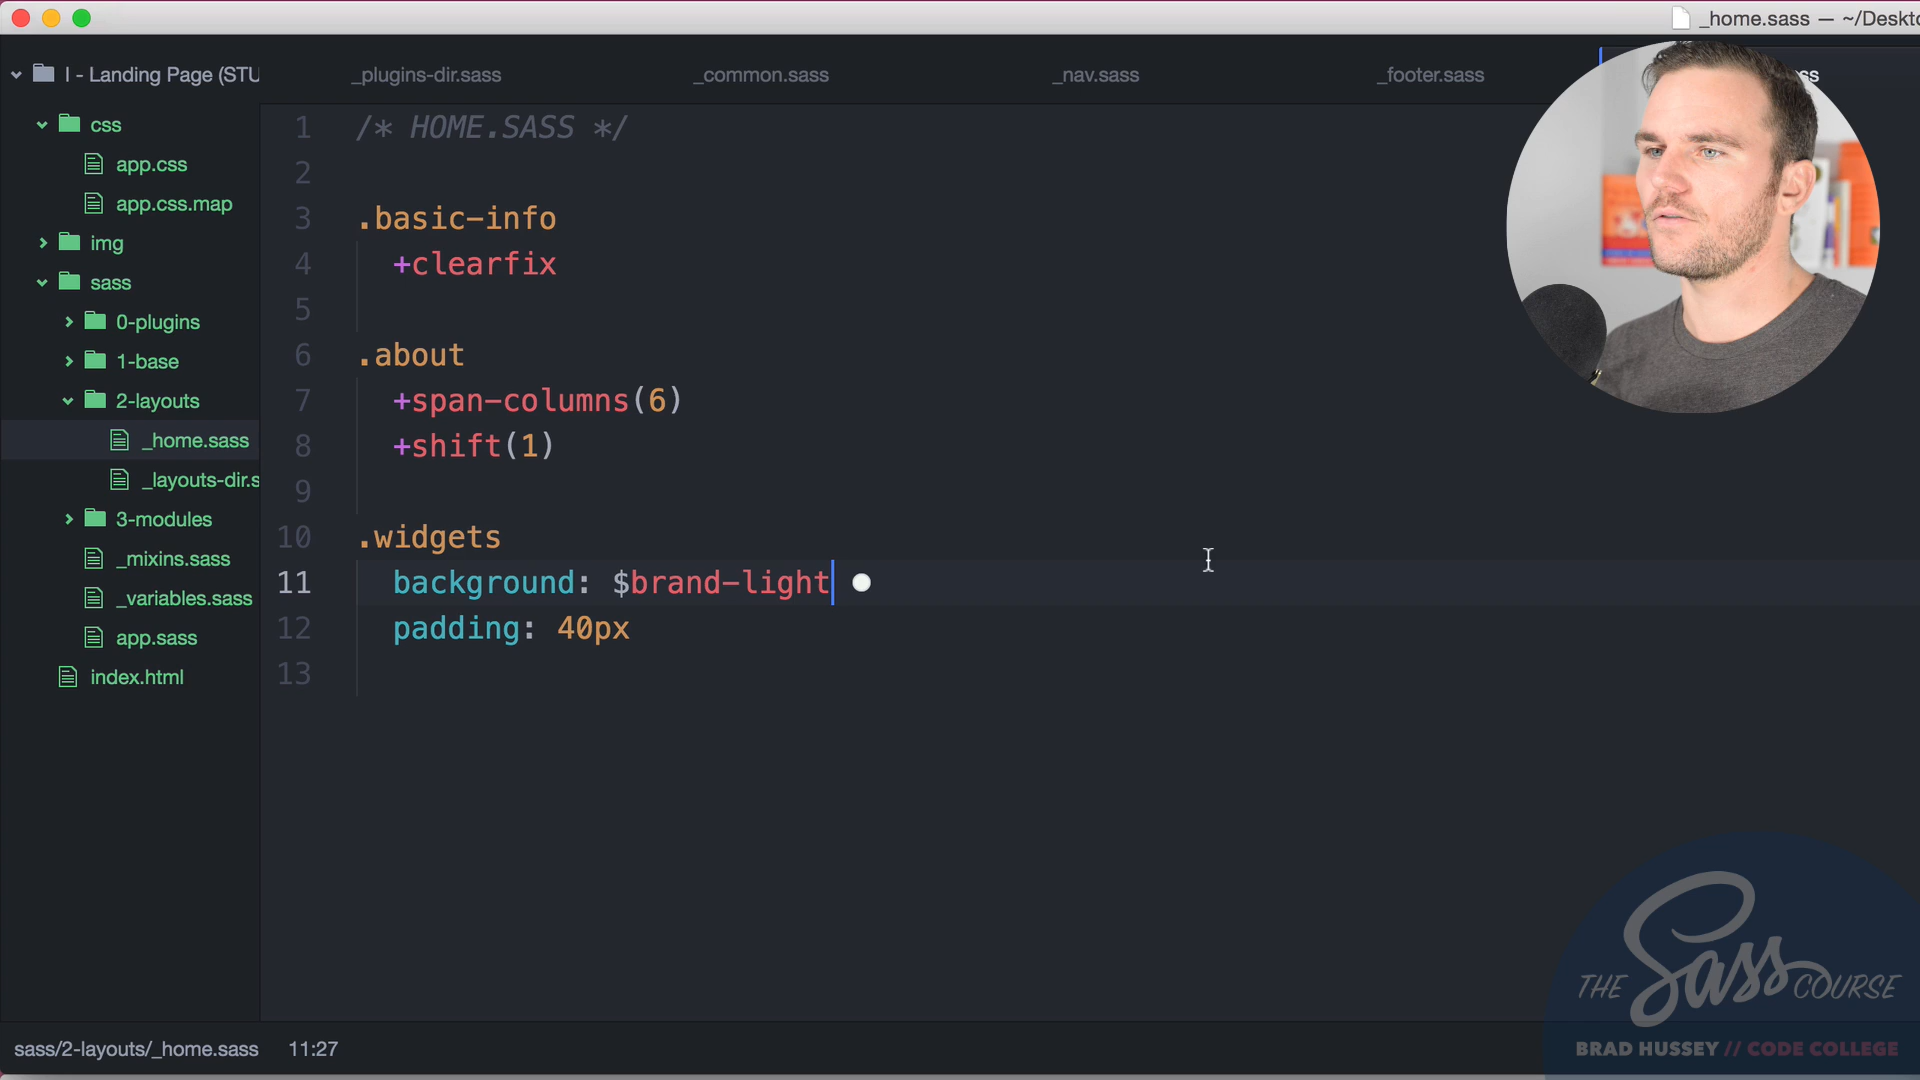 _home.sass — ~/Deskto
I - Landing Page (STU
css
app.css
app.css.map
img
sass
0-plugins
1-base
2-layouts
_home.sass
_layouts-dir.s
3-modules
_mixins.sass
_variables.sass
app.sass
index.html
_plugins-dir.sass
_common.sass
_nav.sass
_footer.sass
ss
1 /* HOME.SASS */
2
3 .basic-info
4 +clearfix
5
6 .about
7 +span-columns(6)
8 +shift(1)
9
10 .widgets
11 background: $brand-light
12 padding: 40px
13
THE Sass COURSE
BRAD HUSSEY // CODE COLLEGE
sass/2-layouts/_home.sass 11:27